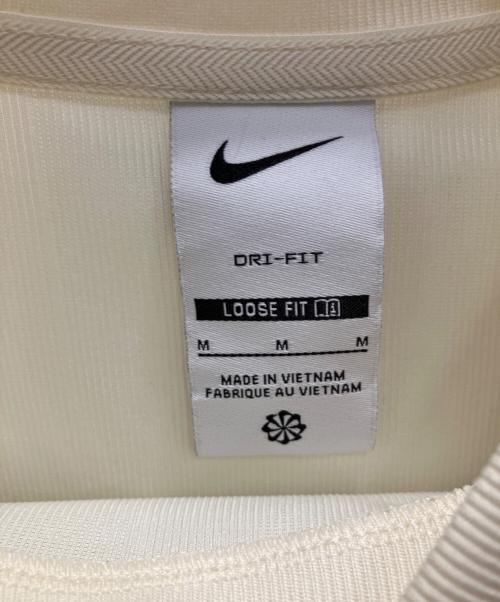 DRI-FIT
LOOSE FIT
M M M
MADE IN VIETNAM
FABRIQUE AU VIETNAM